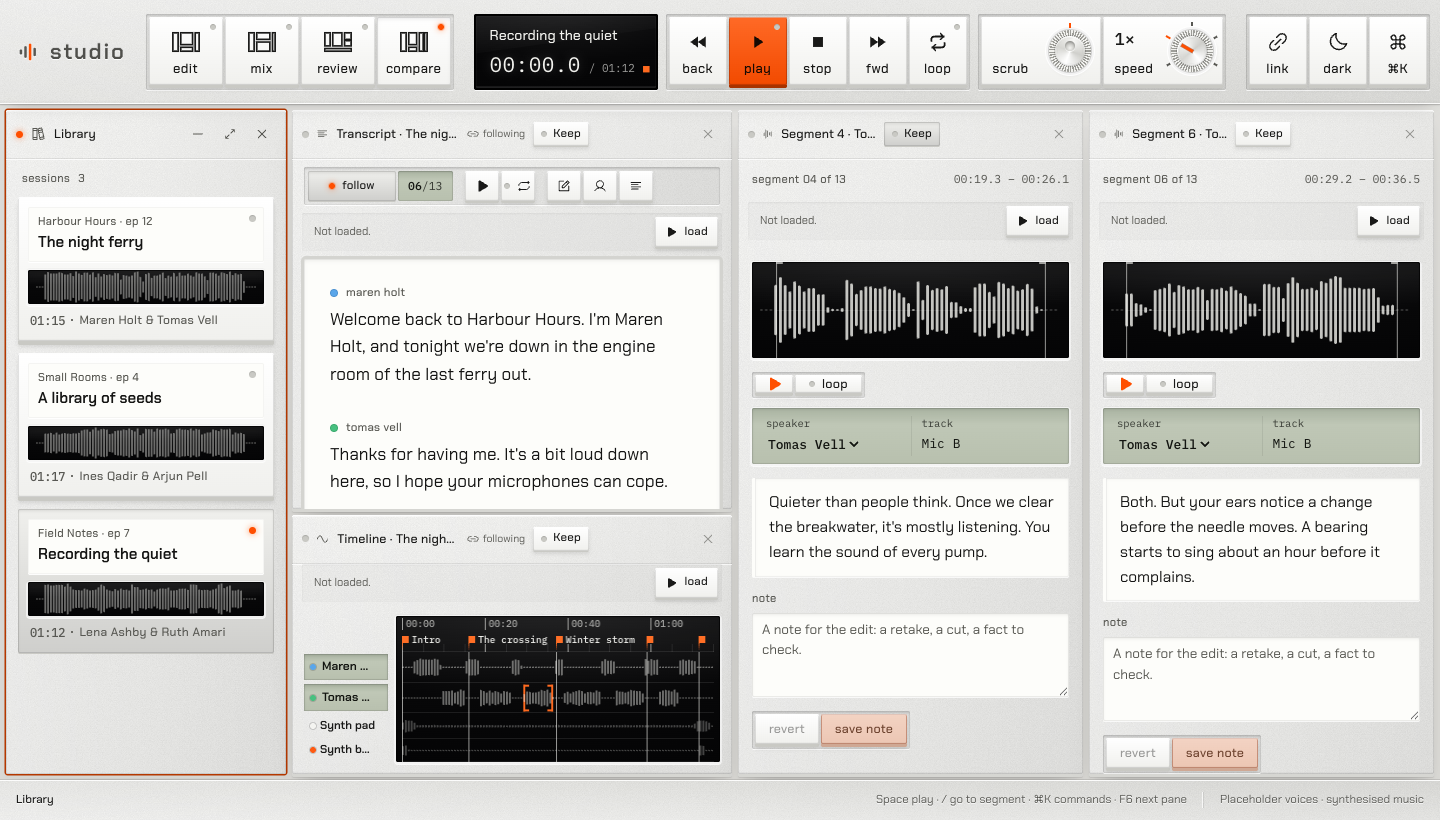 studio
edit
mix
review
compare
Recording the quiet
00:00.0 / 01:12
back
play
stop
fwd
loop
scrub
1×
speed
link
dark
⌘K
Library
sessions 3
Harbour Hours · ep 12
The night ferry
01:15 · Maren Holt & Tomas Vell
Small Rooms · ep 4
A library of seeds
01:17 · Ines Qadir & Arjun Pell
Field Notes · ep 7
Recording the quiet
01:12 · Lena Ashby & Ruth Amari
Transcript · The nig... following Keep
follow 06/13
Not loaded. load
maren holt
Welcome back to Harbour Hours. I'm Maren
Holt, and tonight we're down in the engine
room of the last ferry out.
tomas vell
Thanks for having me. It's a bit loud down
here, so I hope your microphones can cope.
Timeline · The nigh... following Keep
Not loaded. load
00:00 00:20 00:40 01:00
Intro The crossing Winter storm
Maren ...
Tomas ...
Synth pad
Synth b...
Segment 4 · To... Keep
segment 04 of 13 00:19.3 – 00:26.1
Not loaded. load
loop
speaker track
Tomas Vell Mic B
Quieter than people think. Once we clear
the breakwater, it's mostly listening. You
learn the sound of every pump.
note
A note for the edit: a retake, a cut, a fact to
check.
revert save note
Segment 6 · To... Keep
segment 06 of 13 00:29.2 – 00:36.5
Not loaded. load
loop
speaker track
Tomas Vell Mic B
Both. But your ears notice a change
before the needle moves. A bearing
starts to sing about an hour before it
complains.
note
A note for the edit: a retake, a cut, a fact to
check.
revert save note
Library
Space play · / go to segment · ⌘K commands · F6 next pane
Placeholder voices · synthesised music